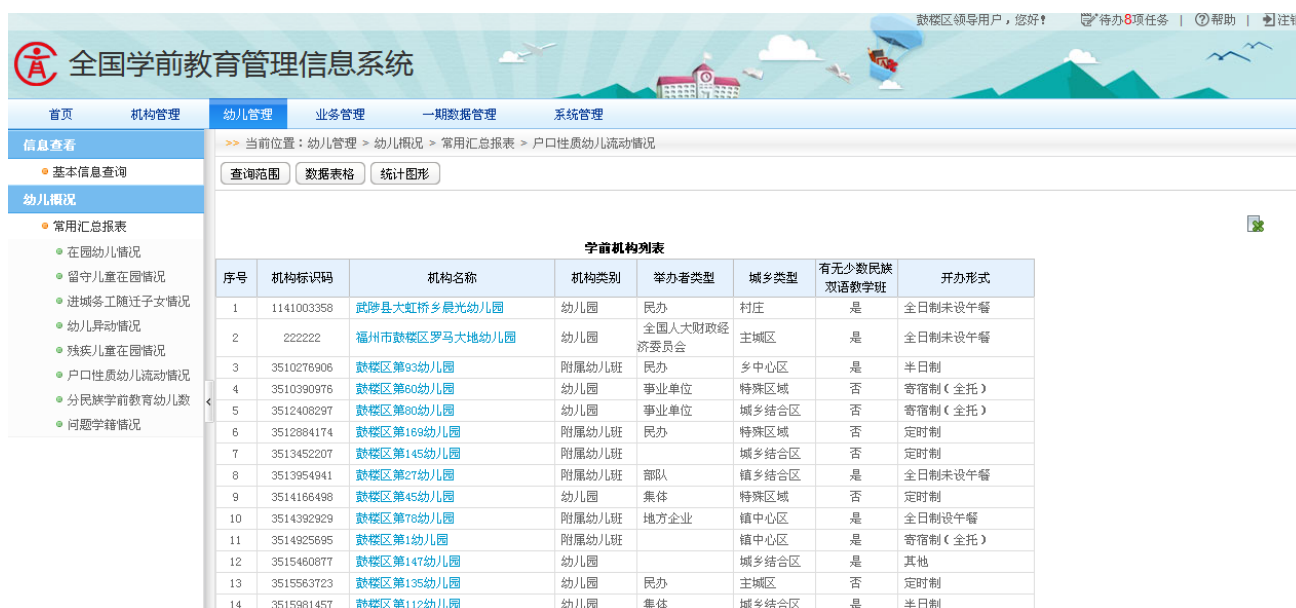 鼓楼区领导用户，您好! 待办8项任务 | 帮助 | 注销
全国学前教育管理信息系统
首页 机构管理 幼儿管理 业务管理 一期数据管理 系统管理
信息查看
基本信息查询
幼儿概况
常用汇总报表
在园幼儿情况
留守儿童在园情况
进城务工随迁子女情况
幼儿异动情况
残疾儿童在园情况
户口性质幼儿流动情况
分民族学前教育幼儿数
问题学籍情况
>> 当前位置：幼儿管理 > 幼儿概况 > 常用汇总报表 > 户口性质幼儿流动情况
查询范围 数据表格 统计图形
学前机构列表
序号 机构标识码 机构名称 机构类别 举办者类型 城乡类型 有无少数民族双语教学班 开办形式
1 1141003358 武陟县大虹桥乡晨光幼儿园 幼儿园 民办 村庄 是 全日制未设午餐
2 222222 福州市鼓楼区罗马大地幼儿园 幼儿园 全国人大财政经济委员会 主城区 是 全日制未设午餐
3 3510276906 鼓楼区第93幼儿园 附属幼儿班 民办 乡中心区 是 半日制
4 3510390976 鼓楼区第60幼儿园 幼儿园 事业单位 特殊区域 否 寄宿制(全托)
5 3512408297 鼓楼区第80幼儿园 幼儿园 事业单位 城乡结合区 否 寄宿制(全托)
6 3512884174 鼓楼区第169幼儿园 附属幼儿班 民办 特殊区域 否 定时制
7 3513452207 鼓楼区第145幼儿园 附属幼儿班 城乡结合区 否 定时制
8 3513954941 鼓楼区第27幼儿园 附属幼儿班 部队 镇乡结合区 是 全日制未设午餐
9 3514166498 鼓楼区第45幼儿园 幼儿园 集体 特殊区域 否 定时制
10 3514392929 鼓楼区第78幼儿园 附属幼儿班 地方企业 镇中心区 是 全日制设午餐
11 3514925695 鼓楼区第1幼儿园 附属幼儿班 镇中心区 是 寄宿制(全托)
12 3515460877 鼓楼区第147幼儿园 幼儿园 城乡结合区 是 其他
13 3515563723 鼓楼区第135幼儿园 幼儿园 民办 主城区 否 定时制
14 3515981457 鼓楼区第112幼儿园 幼儿园 集体 城乡结合区 是 半日制